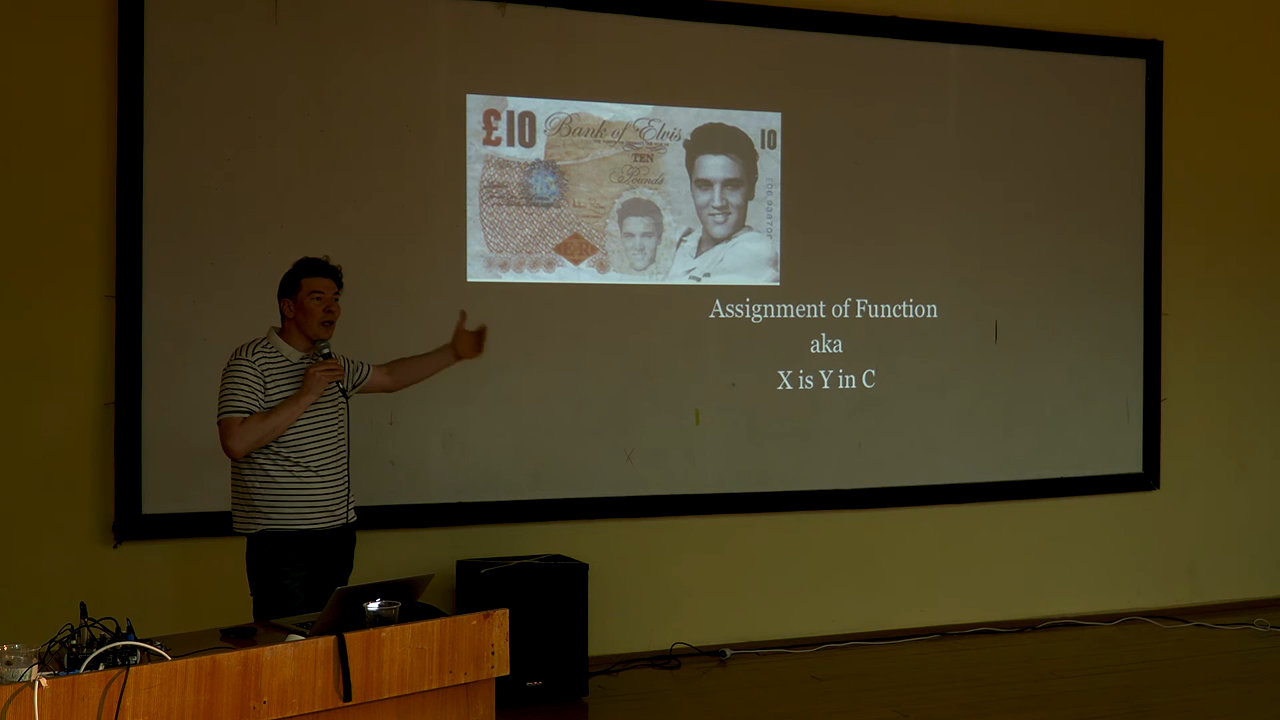 £10 Bank of Elvis 10
TEN
Pounds
Assignment of Function
aka
X is Y in C